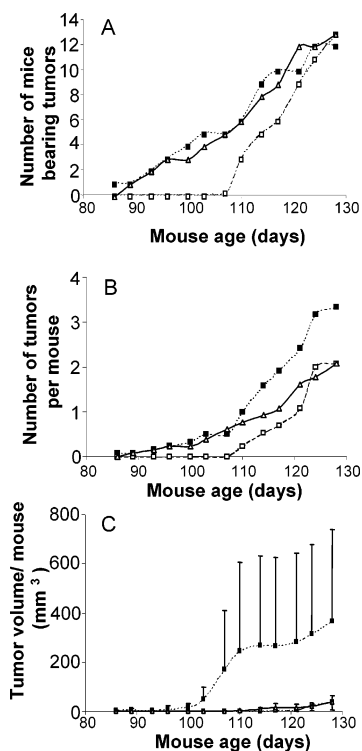 A
14
12
10
8
6
4
2
0
Number of mice
bearing tumors
80 90 100 110 120 130
Mouse age (days)
B
4
3
2
1
0
Number of tumors
per mouse
80 90 100 110 120 130
Mouse age (days)
C
800
600
400
200
0
Tumor volume/ mouse
(mm 3 )
80 90 100 110 120 130
Mouse age (days)